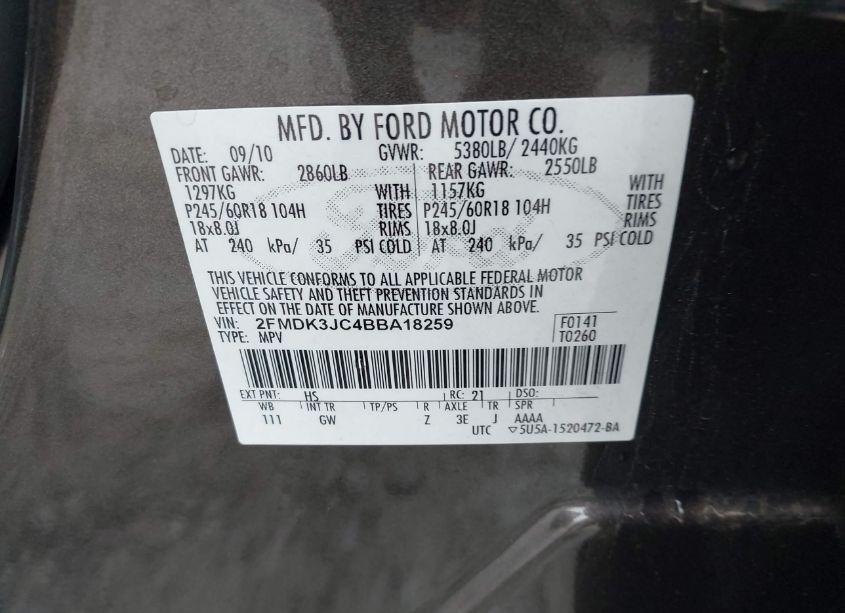 MFD. BY FORD MOTOR CO.
DATE: 09/10 GVWR: 5380LB/ 2440KG
FRONT GAWR: 2860LB REAR GAWR: 2550LB
1297KG WITH 1157KG WITH
P245/60R18 104H TIRES P245/60R18 104H TIRES
18x8.0J RIMS 18x8.0J RIMS
AT 240 kPa/ 35 PSI COLD AT 240 kPa/ 35 PSI COLD
THIS VEHICLE CONFORMS TO ALL APPLICABLE FEDERAL MOTOR
VEHICLE SAFETY AND THEFT PREVENTION STANDARDS IN
EFFECT ON THE DATE OF MANUFACTURE SHOWN ABOVE.
VIN: 2FMDK3JC4BBA18259 F0141
TYPE: MPV T0260
EXT PNT: HS RC: 21 DSO:
WB INT TR TP/PS R AXLE TR SPR
111 GW Z 3E J AAAA
UTC ▽5U5A-1520472-BA